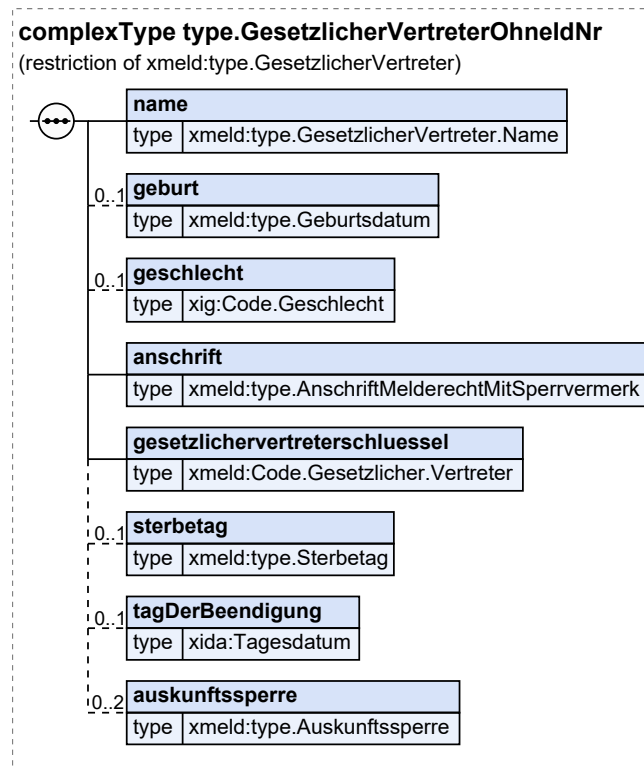 complexType type.GesetzlicherVertreterOhneIdNr
(restriction of xmeld:type.GesetzlicherVertreter)
name
type xmeld:type.GesetzlicherVertreter.Name
0..1 geburt
type xmeld:type.Geburtsdatum
0..1 geschlecht
type xig:Code.Geschlecht
anschrift
type xmeld:type.AnschriftMelderechtMitSperrvermerk
gesetzlichervertreterschluessel
type xmeld:Code.Gesetzlicher.Vertreter
0..1 sterbetag
type xmeld:type.Sterbetag
0..1 tagDerBeendigung
type xida:Tagesdatum
0..2 auskunftssperre
type xmeld:type.Auskunftssperre